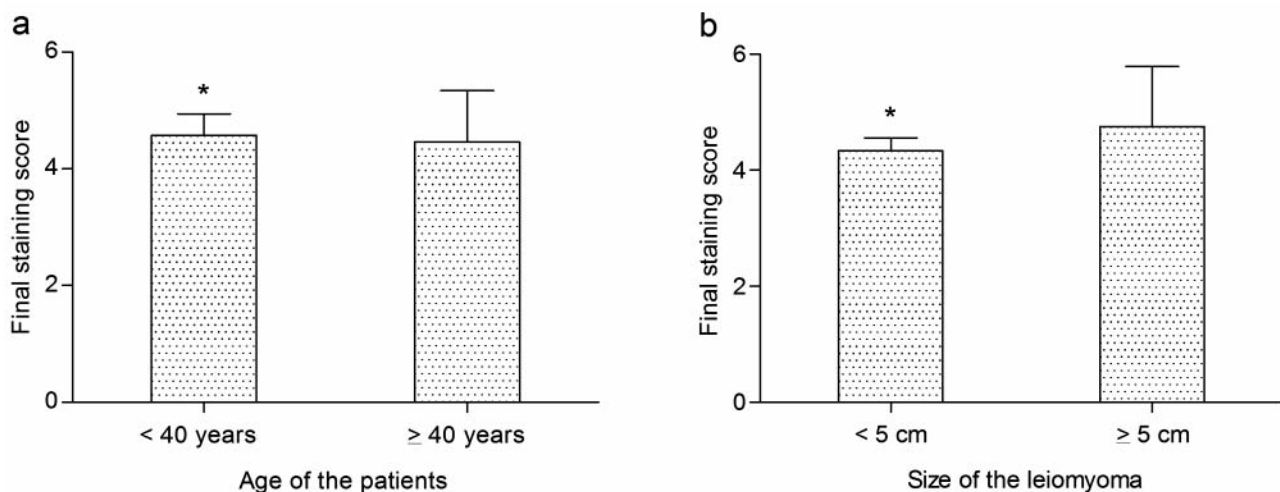 a
6
4
2
0
Final staining score
*
< 40 years
≥ 40 years
Age of the patients
b
6
4
2
0
Final staining score
*
< 5 cm
≥ 5 cm
Size of the leiomyoma